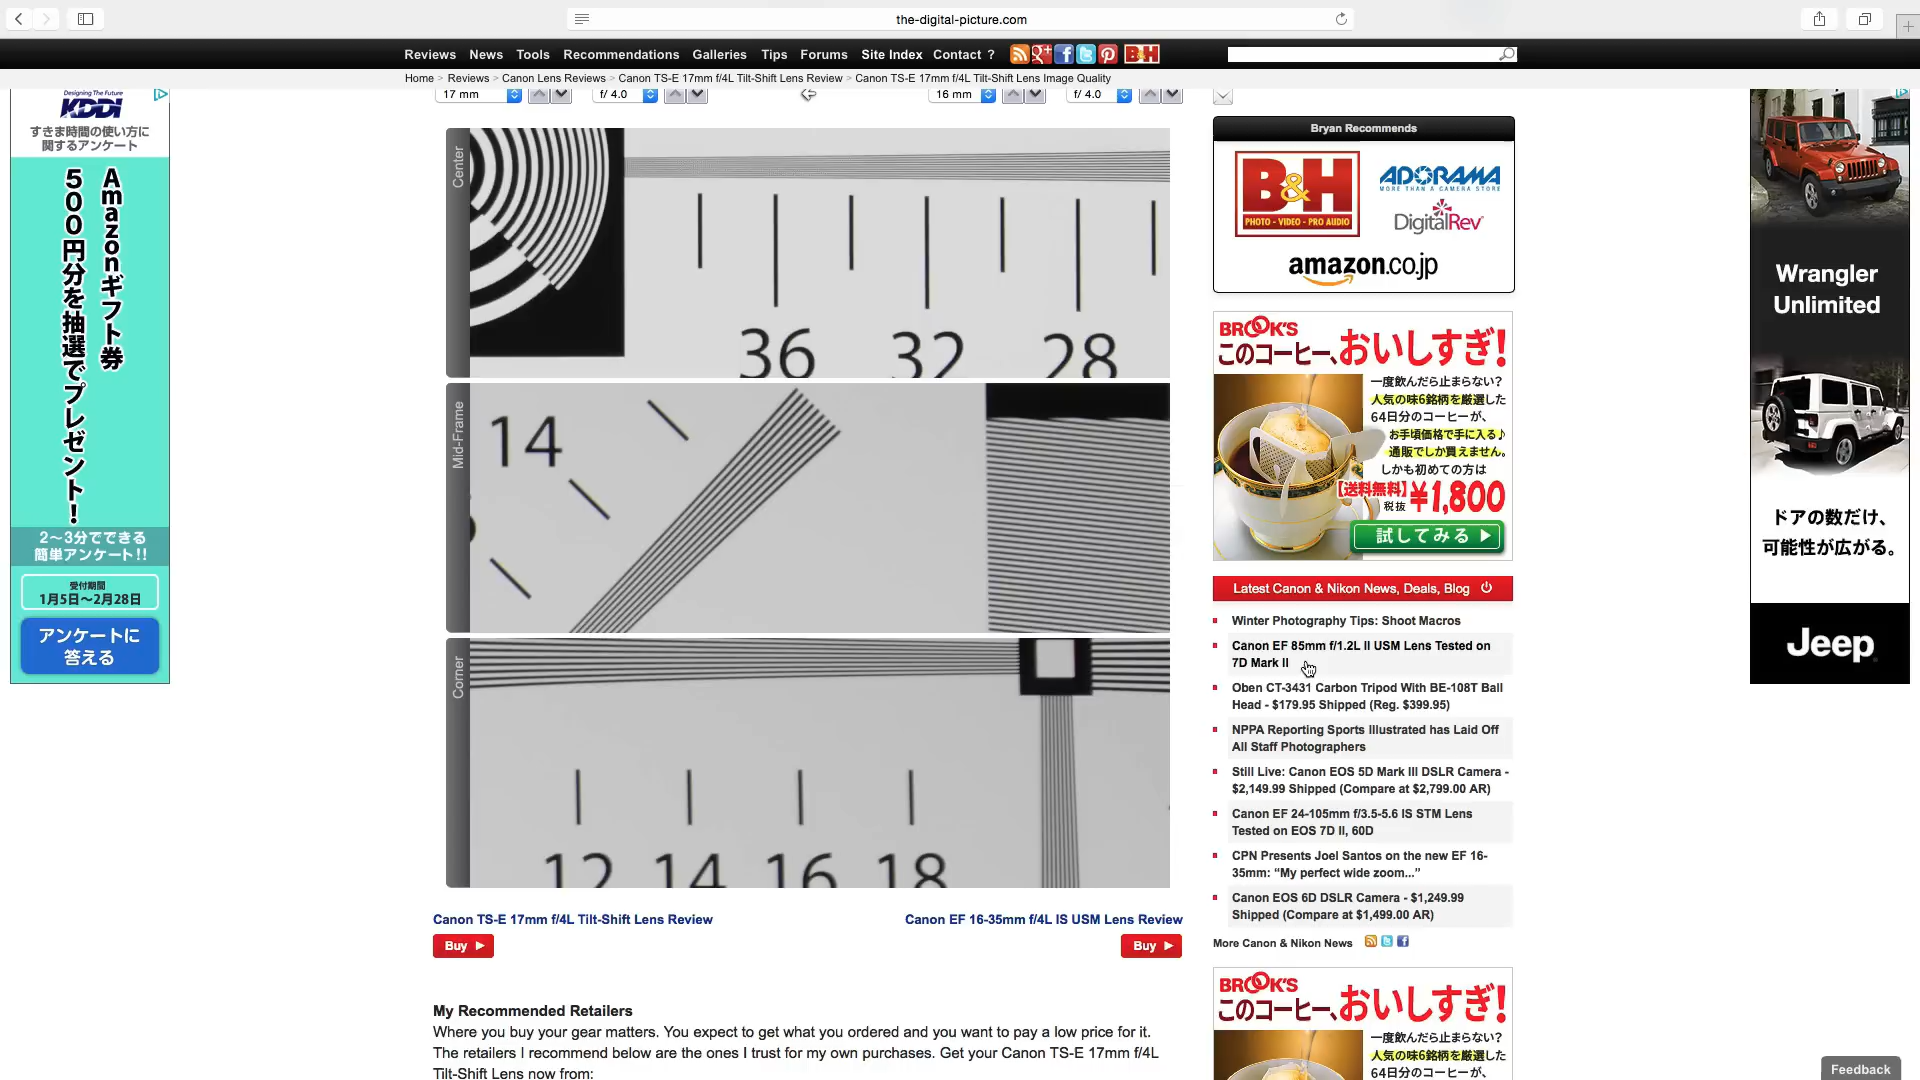 the-digital-picture.com
Reviews News Tools Recommendations Galleries Tips Forums Site Index Contact ?
B&H
Home > Reviews > Canon Lens Reviews > Canon TS-E 17mm f/4L Tilt-Shift Lens Review > Canon TS-E 17mm f/4L Tilt-Shift Lens Image Quality
17 mm f/ 4.0 16 mm f/ 4.0
Designing The Future
KDDI
すきま時間の使い方に
関するアンケート
Amazonギフト券
500円分を抽選でプレゼント!
2〜3分でできる
簡単アンケート!!
受付期間
1月5日〜2月28日
アンケートに
答える
Center
36 32 28
Mid-Frame
14
Corner
12 14 16 18
Canon TS-E 17mm f/4L Tilt-Shift Lens Review
Buy
Canon EF 16-35mm f/4L IS USM Lens Review
Buy
My Recommended Retailers
Where you buy your gear matters. You expect to get what you ordered and you want to pay a low price for it.
The retailers I recommend below are the ones I trust for my own purchases. Get your Canon TS-E 17mm f/4L
Tilt-Shift Lens now from:
Bryan Recommends
B&H
PHOTO - VIDEO - PRO AUDIO
ADORAMA
MORE THAN A CAMERA STORE
DigitalRev
amazon.co.jp
BROOK'S
このコーヒー、おいしすぎ!
一度飲んだら止まらない?
人気の味6銘柄を厳選した
64日分のコーヒーが、
お手頃価格で手に入る♪
通販でしか買えません。
しかも初めての方は
【送料無料】税抜¥1,800
試してみる
Latest Canon & Nikon News, Deals, Blog
Winter Photography Tips: Shoot Macros
Canon EF 85mm f/1.2L II USM Lens Tested on
7D Mark II
Oben CT-3431 Carbon Tripod With BE-108T Ball
Head - $179.95 Shipped (Reg. $399.95)
NPPA Reporting Sports Illustrated has Laid Off
All Staff Photographers
Still Live: Canon EOS 5D Mark III DSLR Camera -
$2,149.99 Shipped (Compare at $2,799.00 AR)
Canon EF 24-105mm f/3.5-5.6 IS STM Lens
Tested on EOS 7D II, 60D
CPN Presents Joel Santos on the new EF 16-
35mm: “My perfect wide zoom...”
Canon EOS 6D DSLR Camera - $1,249.99
Shipped (Compare at $1,499.00 AR)
More Canon & Nikon News
BROOK'S
このコーヒー、おいしすぎ!
一度飲んだら止まらない?
人気の味6銘柄を厳選した
64日分のコーヒーが、
Wrangler
Unlimited
ドアの数だけ、
可能性が広がる。
Jeep
Feedback